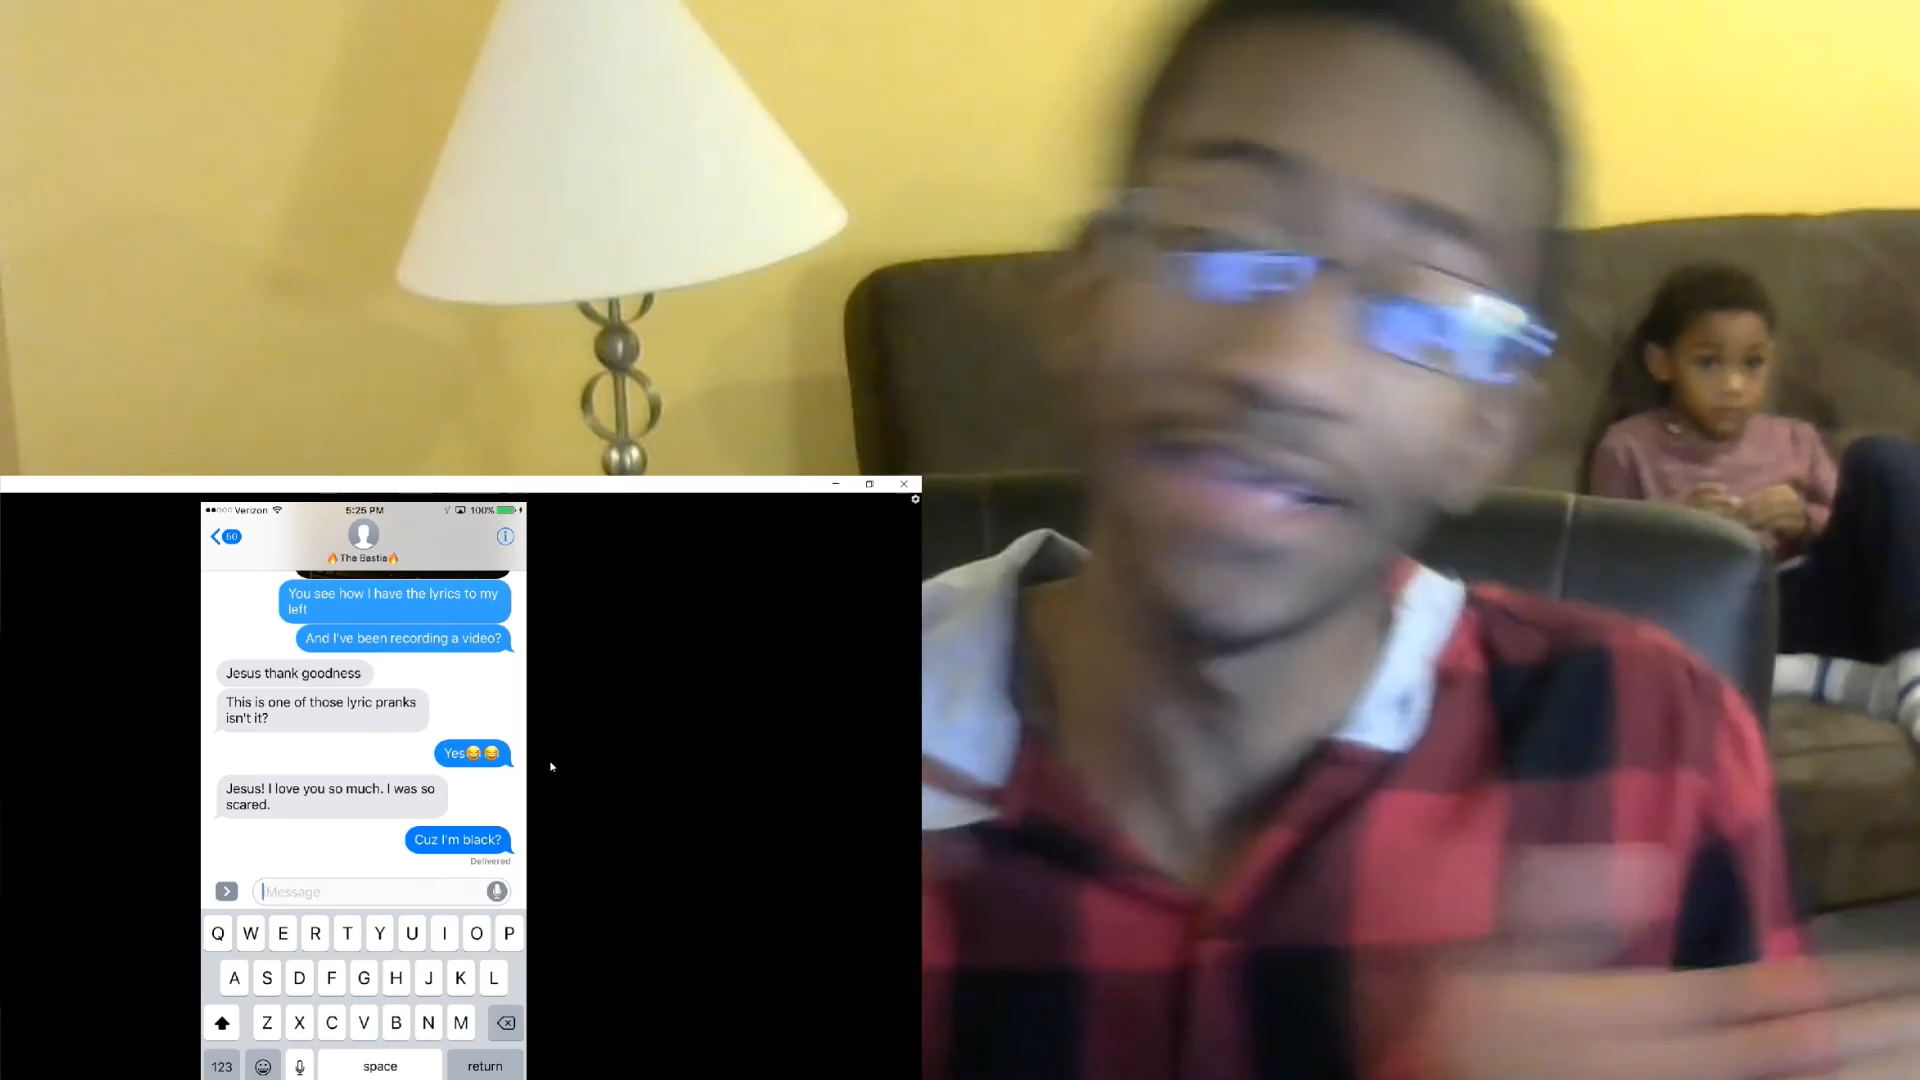 Verizon 5:25 PM 100%
50
🔥The Bestie🔥
You see how I have the lyrics to my
left
And I've been recording a video?
Jesus thank goodness
This is one of those lyric pranks
isn't it?
Yes😂😂
Jesus! I love you so much. I was so
scared.
Cuz I'm black?
Delivered
Message
Q W E R T Y U I O P
A S D F G H J K L
Z X C V B N M
123 space return